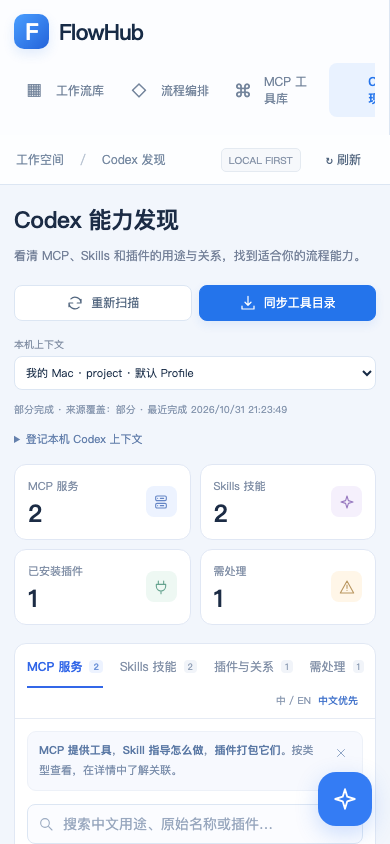 F FlowHub
工作流库 流程编排 MCP 工具库
工作空间 / Codex 发现 LOCAL FIRST ↻ 刷新
Codex 能力发现
看清 MCP、Skills 和插件的用途与关系，找到适合你的流程能力。
重新扫描 同步工具目录
本机上下文
我的 Mac · project · 默认 Profile
部分完成 · 来源覆盖：部分 · 最近完成 2026/10/31 21:23:49
▶ 登记本机 Codex 上下文
MCP 服务 Skills 技能
2 2
已安装插件 需处理
1 1
MCP 服务 2 Skills 技能 2 插件与关系 1 需处理 1
中 / EN 中文优先
MCP 提供工具，Skill 指导怎么做，插件打包它们。按类
型查看，在详情中了解关联。
搜索中文用途、原始名称或插件...